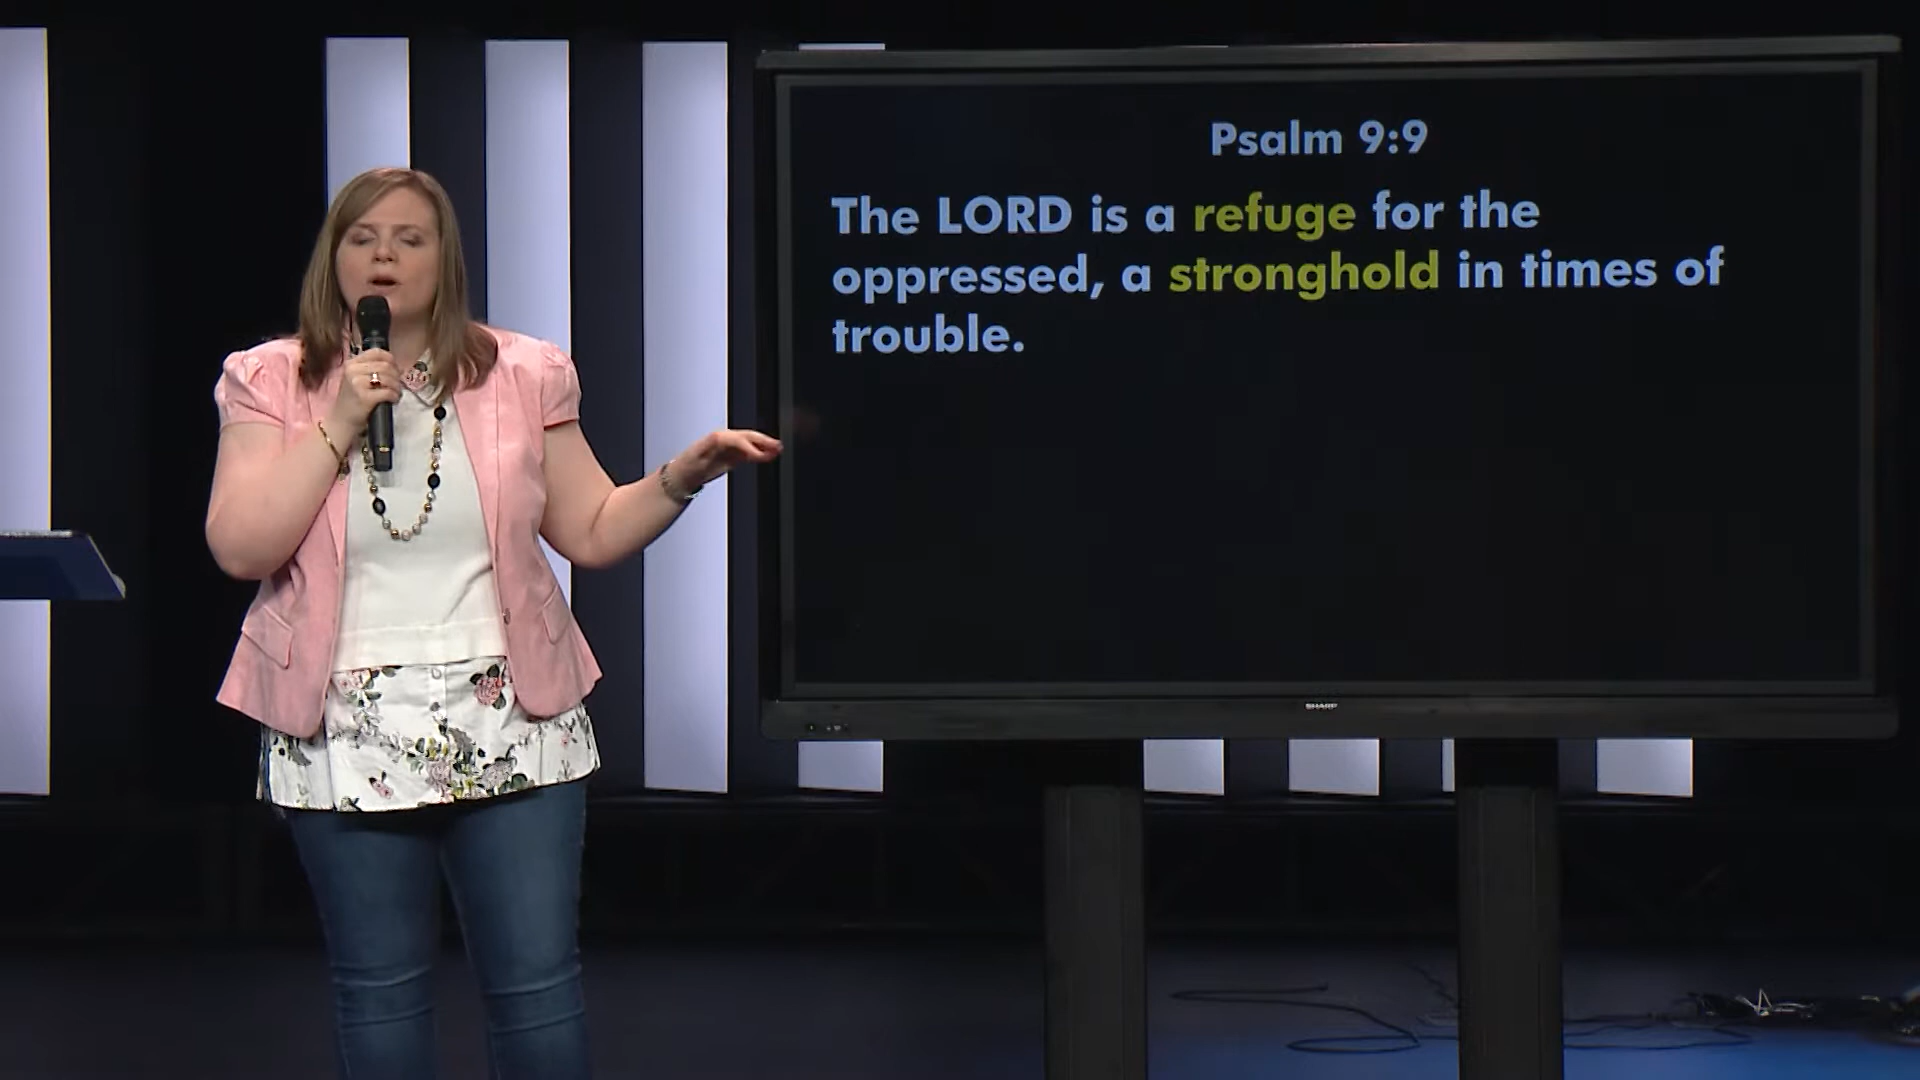 Psalm 9:9
The LORD is a refuge for the
oppressed, a stronghold in times of
trouble.
SHARP